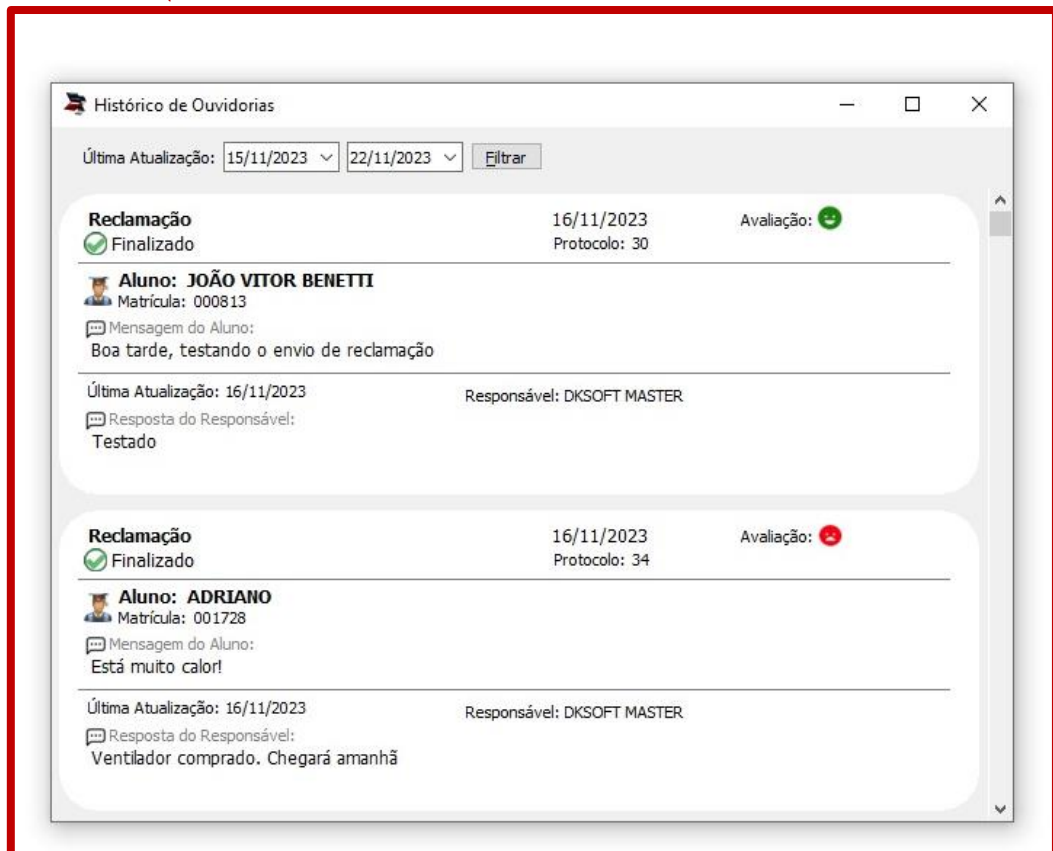 Histórico de Ouvidorias
Última Atualização: 15/11/2023 22/11/2023 Filtrar
Reclamação 16/11/2023 Avaliação:
Finalizado Protocolo: 30
Aluno: JOÃO VITOR BENETTI
Matrícula: 000813
Mensagem do Aluno:
Boa tarde, testando o envio de reclamação
Última Atualização: 16/11/2023 Responsável: DKSOFT MASTER
Resposta do Responsável:
Testado
Reclamação 16/11/2023 Avaliação:
Finalizado Protocolo: 34
Aluno: ADRIANO
Matrícula: 001728
Mensagem do Aluno:
Está muito calor!
Última Atualização: 16/11/2023 Responsável: DKSOFT MASTER
Resposta do Responsável:
Ventilador comprado. Chegará amanhã